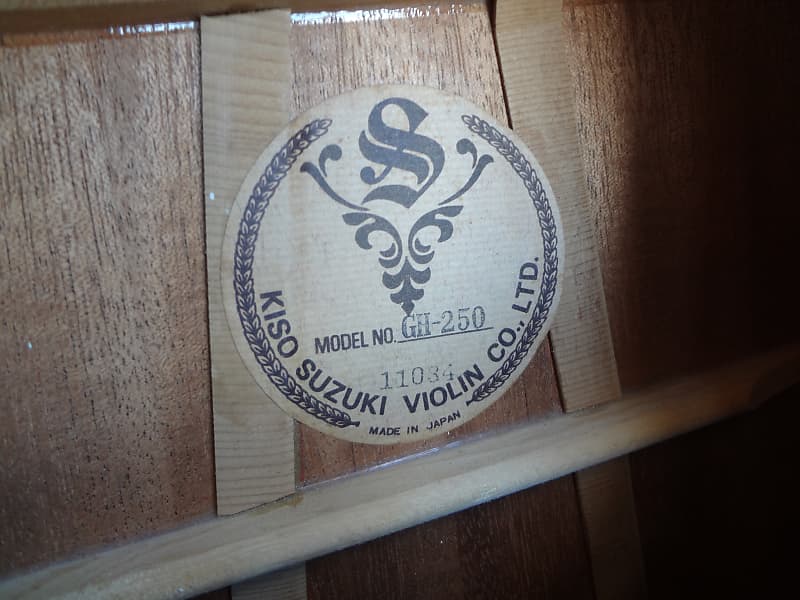 S
MODEL NO. GH-250
11034
KISO SUZUKI VIOLIN CO., LTD.
MADE IN JAPAN